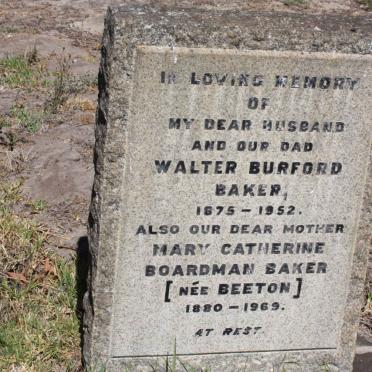 IN LOVING MEMORY
OF
MY DEAR HUSBAND
AND OUR DAD
WALTER BURFORD
BAKER,
1875 – 1952.
ALSO OUR DEAR MOTHER
MARY CATHERINE
BOARDMAN BAKER
[NÉE BEETON]
1880 – 1969.
AT REST.